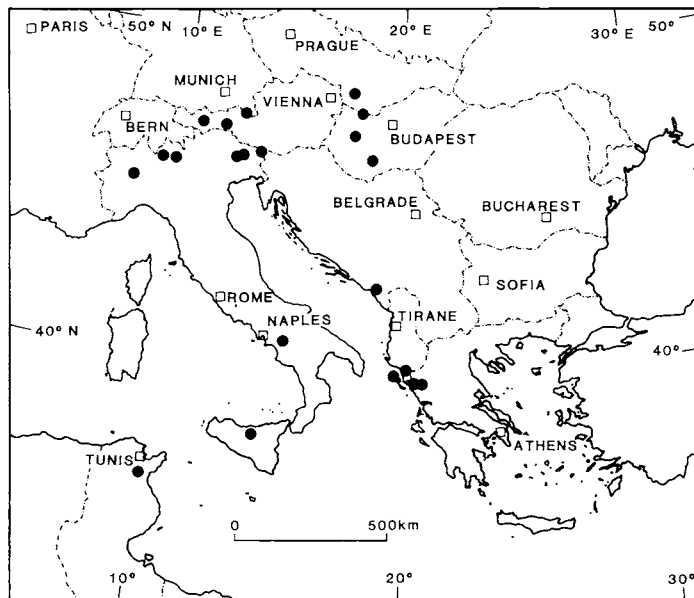 50° N 10° E 20° E 30° E 50°
PARIS
PRAGUE
MUNICH
VIENNA
BERN
BUDAPEST
BELGRADE
BUCHAREST
SOFIA
ROME
TIRANE
40° N
NAPLES
40°
ATHENS
TUNIS
0 500km
10° 20° 30°